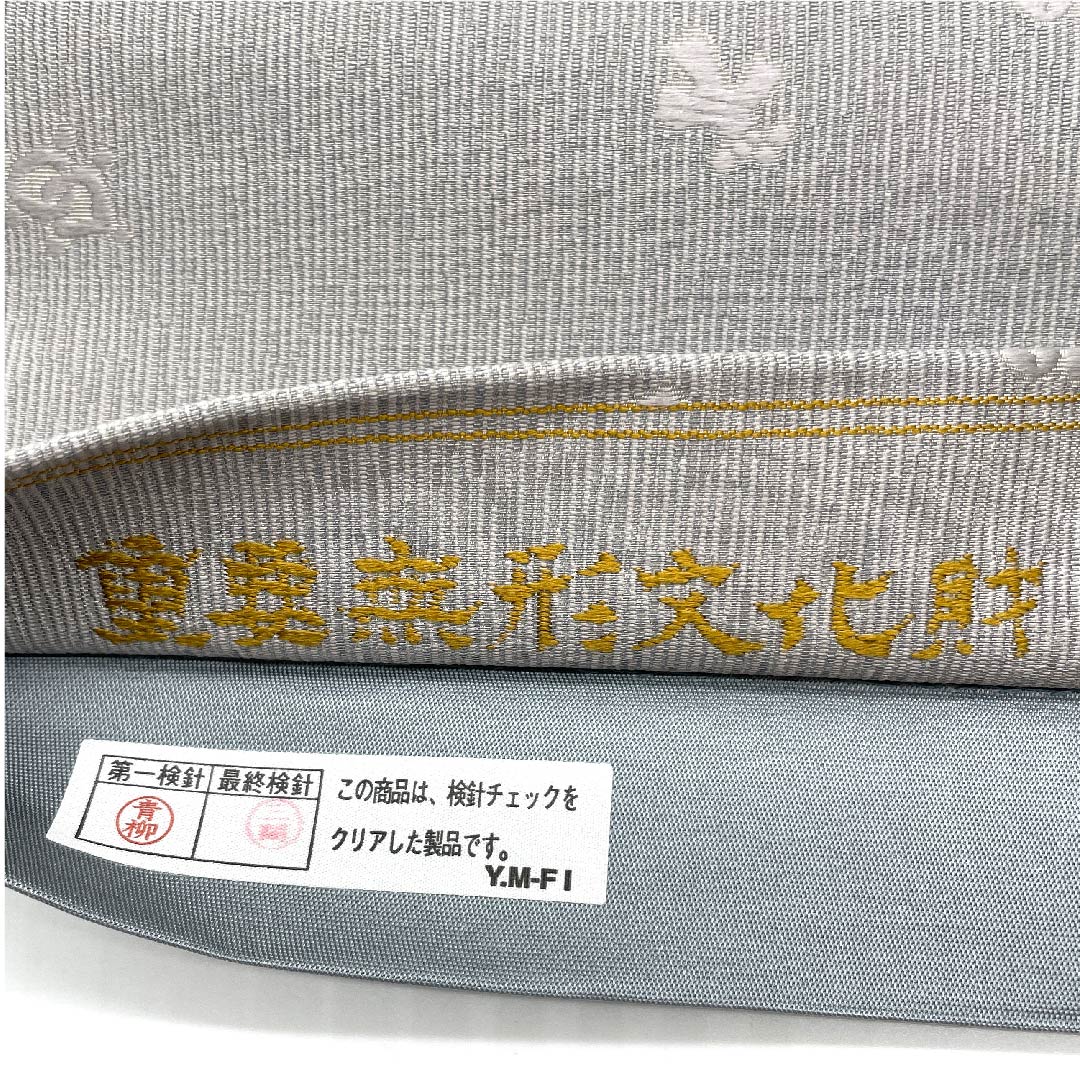 重要無形文化財
第一検針 最終検針
青柳
この商品は、検針チェックを
クリアした製品です。
Y.M-FI